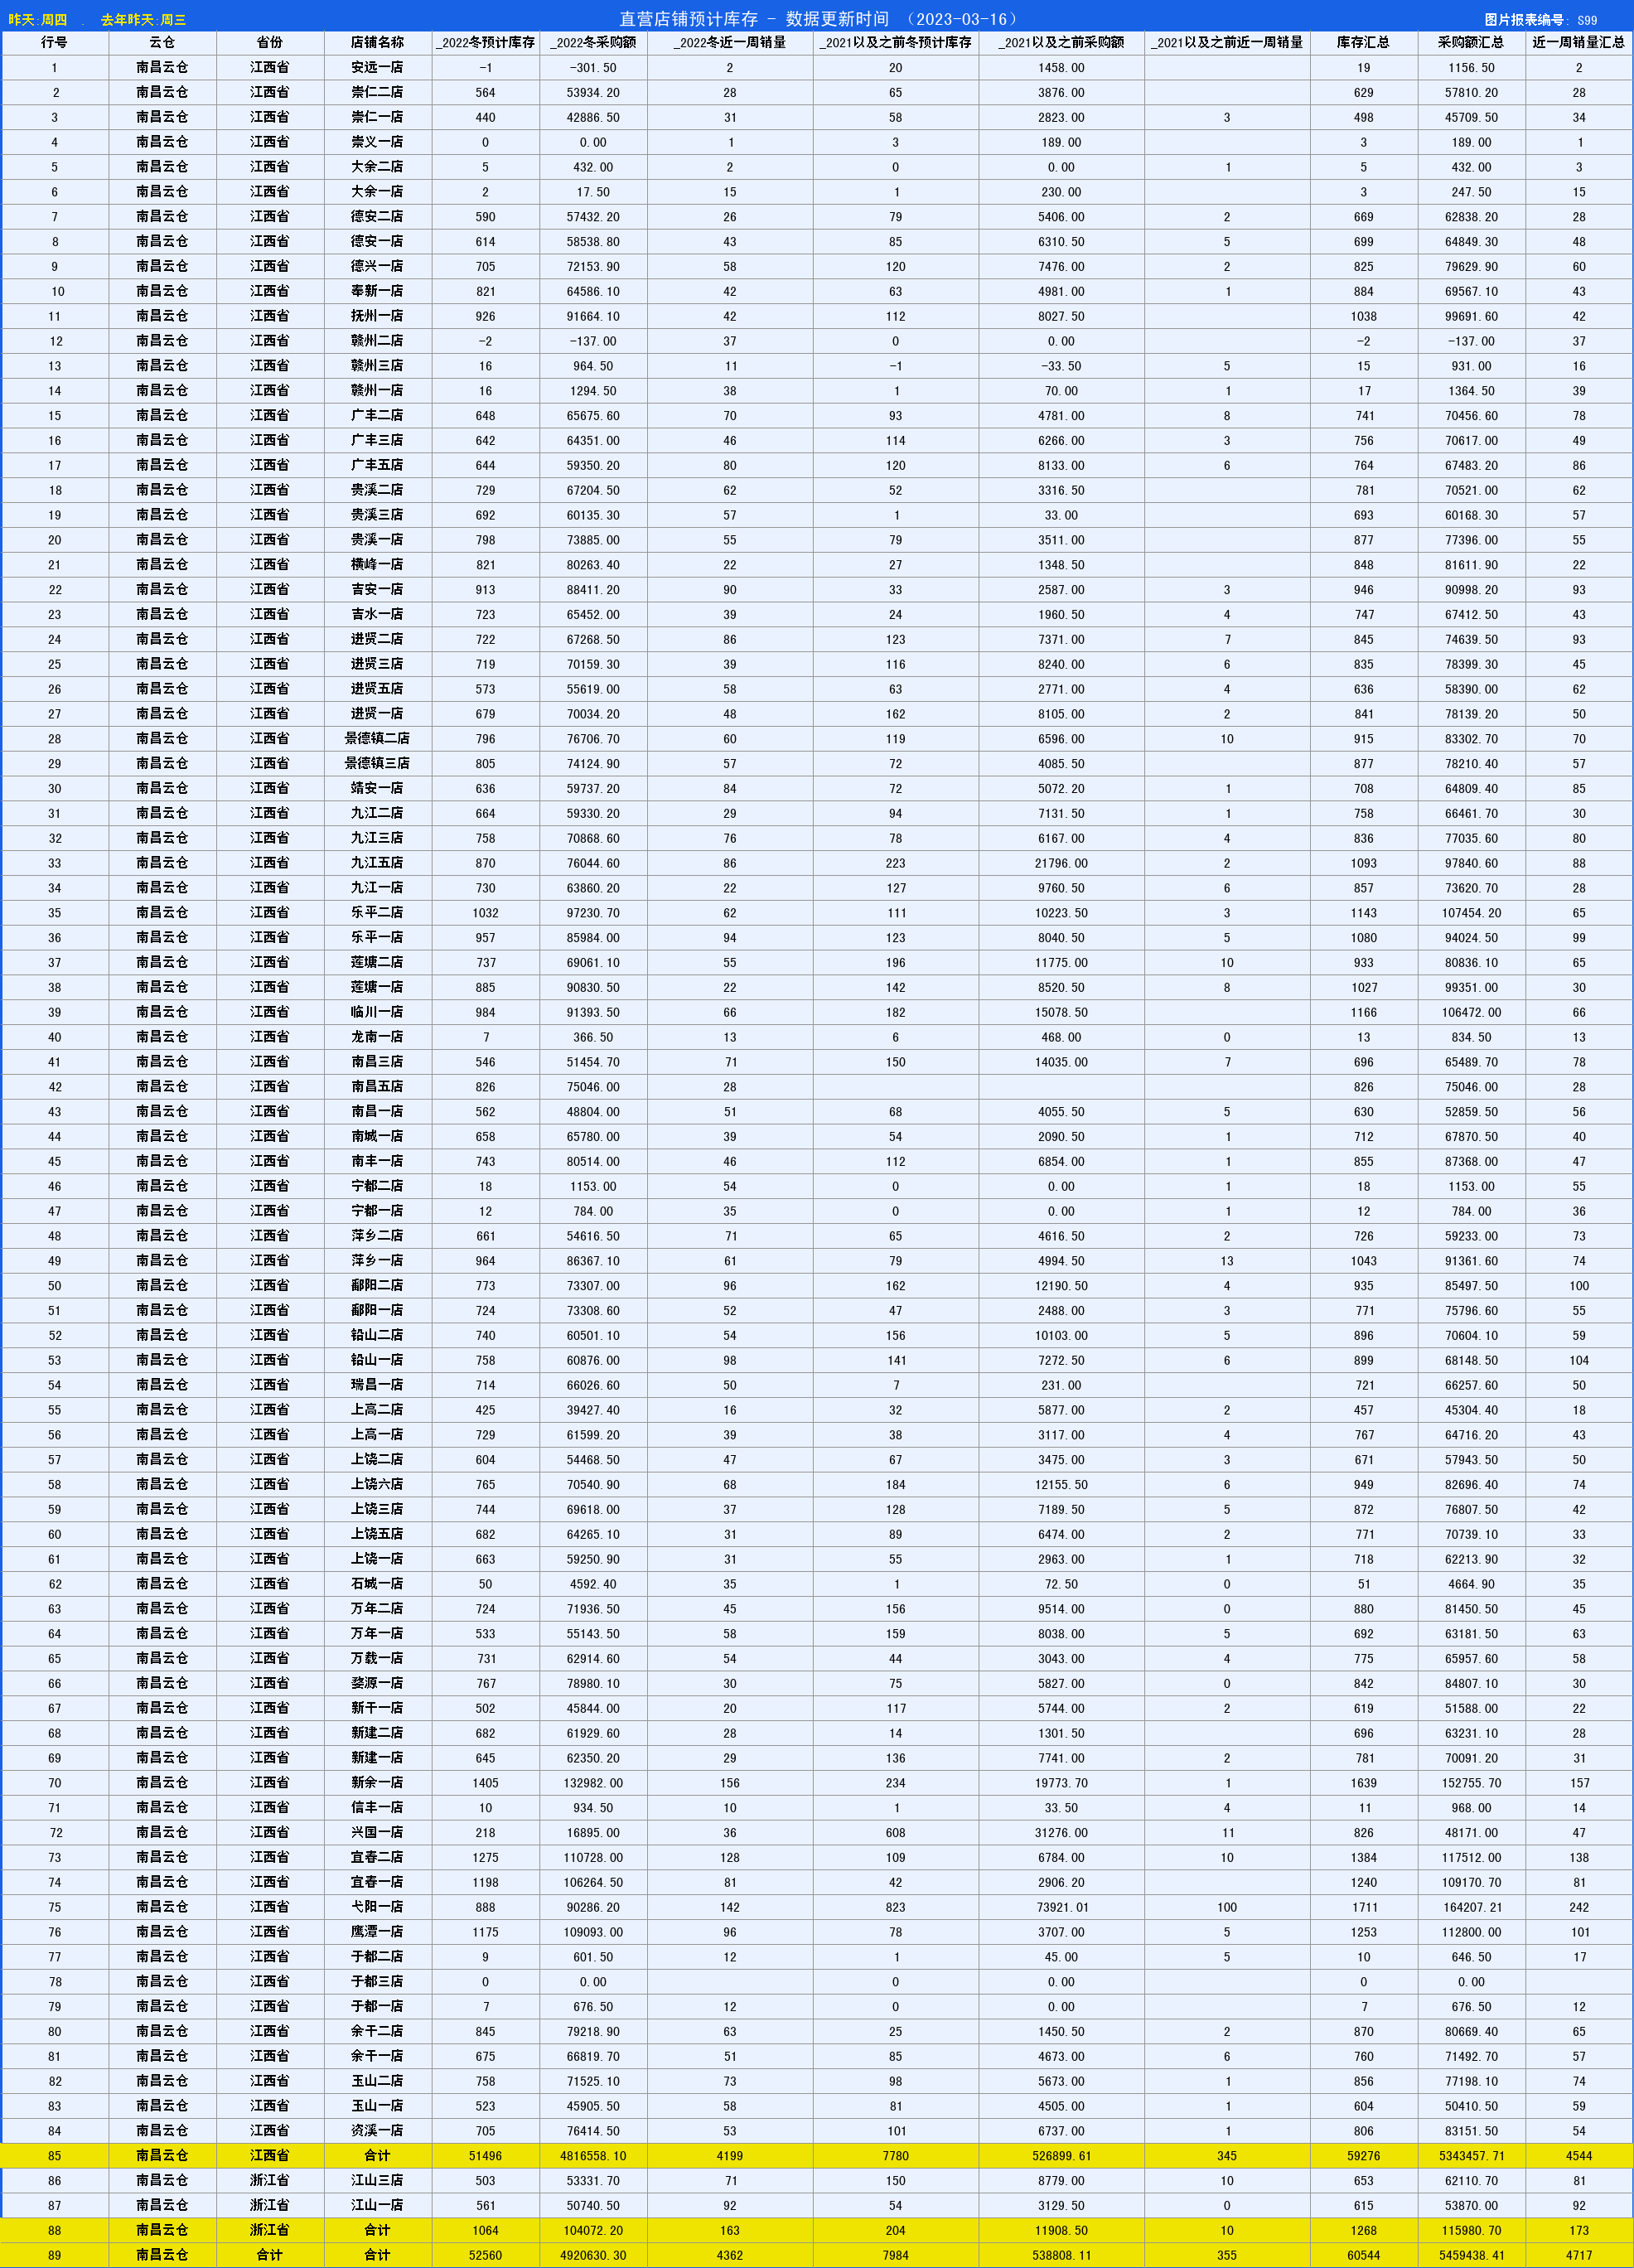 昨天:周四 . 去年昨天:周三 直营店铺预计库存 - 数据更新时间 （2023-03-16） 图片报表编号: S99
行号 云仓 省份 店铺名称 _2022冬预计库存 _2022冬采购额 _2022冬近一周销量 _2021以及之前冬预计库存 _2021以及之前采购额 _2021以及之前近一周销量 库存汇总 采购额汇总 近一周销量汇总
1 南昌云仓 江西省 安远一店 -1 -301.50 2 20 1458.00 19 1156.50 2
2 南昌云仓 江西省 崇仁二店 564 53934.20 28 65 3876.00 629 57810.20 28
3 南昌云仓 江西省 崇仁一店 440 42886.50 31 58 2823.00 3 498 45709.50 34
4 南昌云仓 江西省 崇义一店 0 0.00 1 3 189.00 3 189.00 1
5 南昌云仓 江西省 大余二店 5 432.00 2 0 0.00 1 5 432.00 3
6 南昌云仓 江西省 大余一店 2 17.50 15 1 230.00 3 247.50 15
7 南昌云仓 江西省 德安二店 590 57432.20 26 79 5406.00 2 669 62838.20 28
8 南昌云仓 江西省 德安一店 614 58538.80 43 85 6310.50 5 699 64849.30 48
9 南昌云仓 江西省 德兴一店 705 72153.90 58 120 7476.00 2 825 79629.90 60
10 南昌云仓 江西省 奉新一店 821 64586.10 42 63 4981.00 1 884 69567.10 43
11 南昌云仓 江西省 抚州一店 926 91664.10 42 112 8027.50 1038 99691.60 42
12 南昌云仓 江西省 赣州二店 -2 -137.00 37 0 0.00 -2 -137.00 37
13 南昌云仓 江西省 赣州三店 16 964.50 11 -1 -33.50 5 15 931.00 16
14 南昌云仓 江西省 赣州一店 16 1294.50 38 1 70.00 1 17 1364.50 39
15 南昌云仓 江西省 广丰二店 648 65675.60 70 93 4781.00 8 741 70456.60 78
16 南昌云仓 江西省 广丰三店 642 64351.00 46 114 6266.00 3 756 70617.00 49
17 南昌云仓 江西省 广丰五店 644 59350.20 80 120 8133.00 6 764 67483.20 86
18 南昌云仓 江西省 贵溪二店 729 67204.50 62 52 3316.50 781 70521.00 62
19 南昌云仓 江西省 贵溪三店 692 60135.30 57 1 33.00 693 60168.30 57
20 南昌云仓 江西省 贵溪一店 798 73885.00 55 79 3511.00 877 77396.00 55
21 南昌云仓 江西省 横峰一店 821 80263.40 22 27 1348.50 848 81611.90 22
22 南昌云仓 江西省 吉安一店 913 88411.20 90 33 2587.00 3 946 90998.20 93
23 南昌云仓 江西省 吉水一店 723 65452.00 39 24 1960.50 4 747 67412.50 43
24 南昌云仓 江西省 进贤二店 722 67268.50 86 123 7371.00 7 845 74639.50 93
25 南昌云仓 江西省 进贤三店 719 70159.30 39 116 8240.00 6 835 78399.30 45
26 南昌云仓 江西省 进贤五店 573 55619.00 58 63 2771.00 4 636 58390.00 62
27 南昌云仓 江西省 进贤一店 679 70034.20 48 162 8105.00 2 841 78139.20 50
28 南昌云仓 江西省 景德镇二店 796 76706.70 60 119 6596.00 10 915 83302.70 70
29 南昌云仓 江西省 景德镇三店 805 74124.90 57 72 4085.50 877 78210.40 57
30 南昌云仓 江西省 靖安一店 636 59737.20 84 72 5072.20 1 708 64809.40 85
31 南昌云仓 江西省 九江二店 664 59330.20 29 94 7131.50 1 758 66461.70 30
32 南昌云仓 江西省 九江三店 758 70868.60 76 78 6167.00 4 836 77035.60 80
33 南昌云仓 江西省 九江五店 870 76044.60 86 223 21796.00 2 1093 97840.60 88
34 南昌云仓 江西省 九江一店 730 63860.20 22 127 9760.50 6 857 73620.70 28
35 南昌云仓 江西省 乐平二店 1032 97230.70 62 111 10223.50 3 1143 107454.20 65
36 南昌云仓 江西省 乐平一店 957 85984.00 94 123 8040.50 5 1080 94024.50 99
37 南昌云仓 江西省 莲塘二店 737 69061.10 55 196 11775.00 10 933 80836.10 65
38 南昌云仓 江西省 莲塘一店 885 90830.50 22 142 8520.50 8 1027 99351.00 30
39 南昌云仓 江西省 临川一店 984 91393.50 66 182 15078.50 1166 106472.00 66
40 南昌云仓 江西省 龙南一店 7 366.50 13 6 468.00 0 13 834.50 13
41 南昌云仓 江西省 南昌三店 546 51454.70 71 150 14035.00 7 696 65489.70 78
42 南昌云仓 江西省 南昌五店 826 75046.00 28 826 75046.00 28
43 南昌云仓 江西省 南昌一店 562 48804.00 51 68 4055.50 5 630 52859.50 56
44 南昌云仓 江西省 南城一店 658 65780.00 39 54 2090.50 1 712 67870.50 40
45 南昌云仓 江西省 南丰一店 743 80514.00 46 112 6854.00 1 855 87368.00 47
46 南昌云仓 江西省 宁都二店 18 1153.00 54 0 0.00 1 18 1153.00 55
47 南昌云仓 江西省 宁都一店 12 784.00 35 0 0.00 1 12 784.00 36
48 南昌云仓 江西省 萍乡二店 661 54616.50 71 65 4616.50 2 726 59233.00 73
49 南昌云仓 江西省 萍乡一店 964 86367.10 61 79 4994.50 13 1043 91361.60 74
50 南昌云仓 江西省 鄱阳二店 773 73307.00 96 162 12190.50 4 935 85497.50 100
51 南昌云仓 江西省 鄱阳一店 724 73308.60 52 47 2488.00 3 771 75796.60 55
52 南昌云仓 江西省 铅山二店 740 60501.10 54 156 10103.00 5 896 70604.10 59
53 南昌云仓 江西省 铅山一店 758 60876.00 98 141 7272.50 6 899 68148.50 104
54 南昌云仓 江西省 瑞昌一店 714 66026.60 50 7 231.00 721 66257.60 50
55 南昌云仓 江西省 上高二店 425 39427.40 16 32 5877.00 2 457 45304.40 18
56 南昌云仓 江西省 上高一店 729 61599.20 39 38 3117.00 4 767 64716.20 43
57 南昌云仓 江西省 上饶二店 604 54468.50 47 67 3475.00 3 671 57943.50 50
58 南昌云仓 江西省 上饶六店 765 70540.90 68 184 12155.50 6 949 82696.40 74
59 南昌云仓 江西省 上饶三店 744 69618.00 37 128 7189.50 5 872 76807.50 42
60 南昌云仓 江西省 上饶五店 682 64265.10 31 89 6474.00 2 771 70739.10 33
61 南昌云仓 江西省 上饶一店 663 59250.90 31 55 2963.00 1 718 62213.90 32
62 南昌云仓 江西省 石城一店 50 4592.40 35 1 72.50 0 51 4664.90 35
63 南昌云仓 江西省 万年二店 724 71936.50 45 156 9514.00 0 880 81450.50 45
64 南昌云仓 江西省 万年一店 533 55143.50 58 159 8038.00 5 692 63181.50 63
65 南昌云仓 江西省 万载一店 731 62914.60 54 44 3043.00 4 775 65957.60 58
66 南昌云仓 江西省 婺源一店 767 78980.10 30 75 5827.00 0 842 84807.10 30
67 南昌云仓 江西省 新干一店 502 45844.00 20 117 5744.00 2 619 51588.00 22
68 南昌云仓 江西省 新建二店 682 61929.60 28 14 1301.50 696 63231.10 28
69 南昌云仓 江西省 新建一店 645 62350.20 29 136 7741.00 2 781 70091.20 31
70 南昌云仓 江西省 新余一店 1405 132982.00 156 234 19773.70 1 1639 152755.70 157
71 南昌云仓 江西省 信丰一店 10 934.50 10 1 33.50 4 11 968.00 14
72 南昌云仓 江西省 兴国一店 218 16895.00 36 608 31276.00 11 826 48171.00 47
73 南昌云仓 江西省 宜春二店 1275 110728.00 128 109 6784.00 10 1384 117512.00 138
74 南昌云仓 江西省 宜春一店 1198 106264.50 81 42 2906.20 1240 109170.70 81
75 南昌云仓 江西省 弋阳一店 888 90286.20 142 823 73921.01 100 1711 164207.21 242
76 南昌云仓 江西省 鹰潭一店 1175 109093.00 96 78 3707.00 5 1253 112800.00 101
77 南昌云仓 江西省 于都二店 9 601.50 12 1 45.00 5 10 646.50 17
78 南昌云仓 江西省 于都三店 0 0.00 0 0.00 0 0.00
79 南昌云仓 江西省 于都一店 7 676.50 12 0 0.00 7 676.50 12
80 南昌云仓 江西省 余干二店 845 79218.90 63 25 1450.50 2 870 80669.40 65
81 南昌云仓 江西省 余干一店 675 66819.70 51 85 4673.00 6 760 71492.70 57
82 南昌云仓 江西省 玉山二店 758 71525.10 73 98 5673.00 1 856 77198.10 74
83 南昌云仓 江西省 玉山一店 523 45905.50 58 81 4505.00 1 604 50410.50 59
84 南昌云仓 江西省 资溪一店 705 76414.50 53 101 6737.00 1 806 83151.50 54
85 南昌云仓 江西省 合计 51496 4816558.10 4199 7780 526899.61 345 59276 5343457.71 4544
86 南昌云仓 浙江省 江山三店 503 53331.70 71 150 8779.00 10 653 62110.70 81
87 南昌云仓 浙江省 江山一店 561 50740.50 92 54 3129.50 0 615 53870.00 92
88 南昌云仓 浙江省 合计 1064 104072.20 163 204 11908.50 10 1268 115980.70 173
89 南昌云仓 合计 合计 52560 4920630.30 4362 7984 538808.11 355 60544 5459438.41 4717